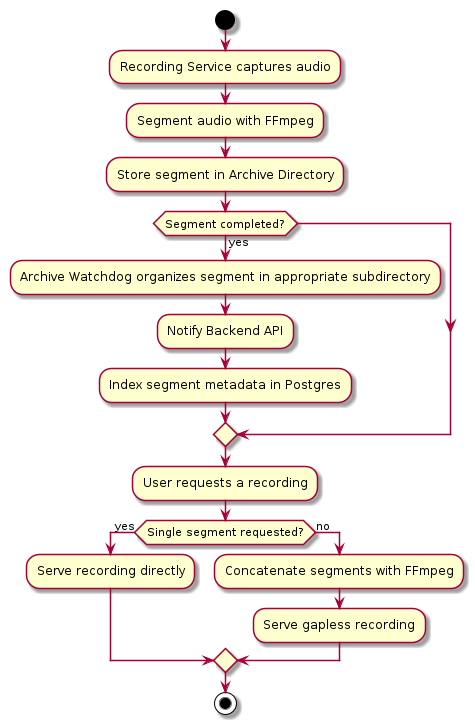 Recording Service captures audio
Segment audio with FFmpeg
Store segment in Archive Directory
Segment completed?
yes
Archive Watchdog organizes segment in appropriate subdirectory
Notify Backend API
Index segment metadata in Postgres
User requests a recording
yes
Single segment requested?
no
Serve recording directly
Concatenate segments with FFmpeg
Serve gapless recording